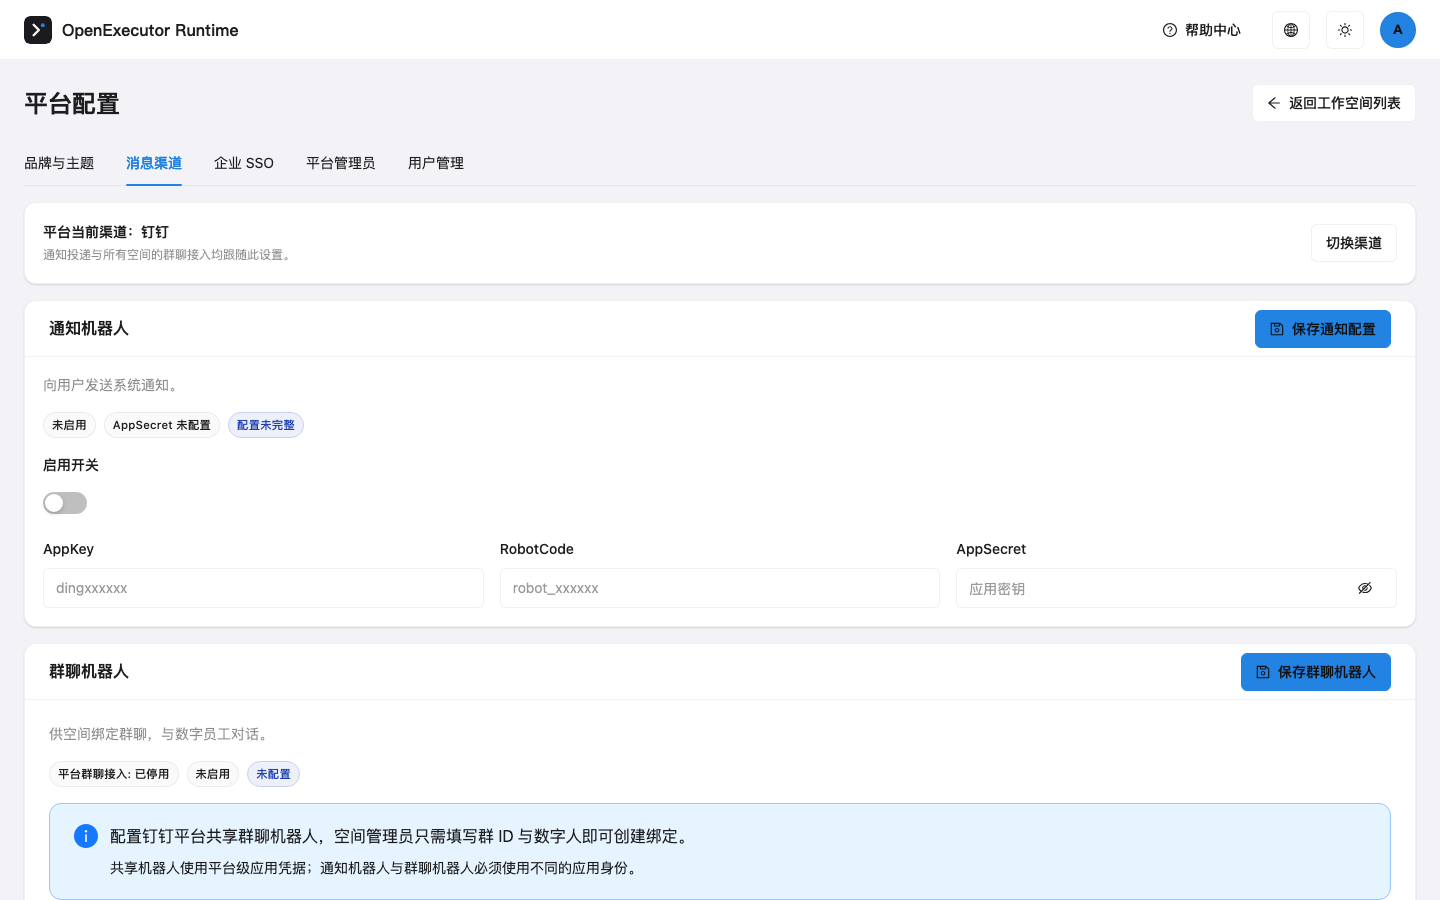 OpenExecutor Runtime
帮助中心
A
平台配置
返回工作空间列表
品牌与主题
消息渠道
企业 SSO
平台管理员
用户管理
平台当前渠道：钉钉
通知投递与所有空间的群聊接入均跟随此设置。
切换渠道
通知机器人
保存通知配置
向用户发送系统通知。
未启用
AppSecret 未配置
配置未完整
启用开关
AppKey
RobotCode
AppSecret
dingxxxxxx
robot_xxxxxx
应用密钥
群聊机器人
保存群聊机器人
供空间绑定群聊，与数字员工对话。
平台群聊接入: 已停用
未启用
未配置
配置钉钉平台共享群聊机器人，空间管理员只需填写群 ID 与数字人即可创建绑定。
共享机器人使用平台级应用凭据；通知机器人与群聊机器人必须使用不同的应用身份。